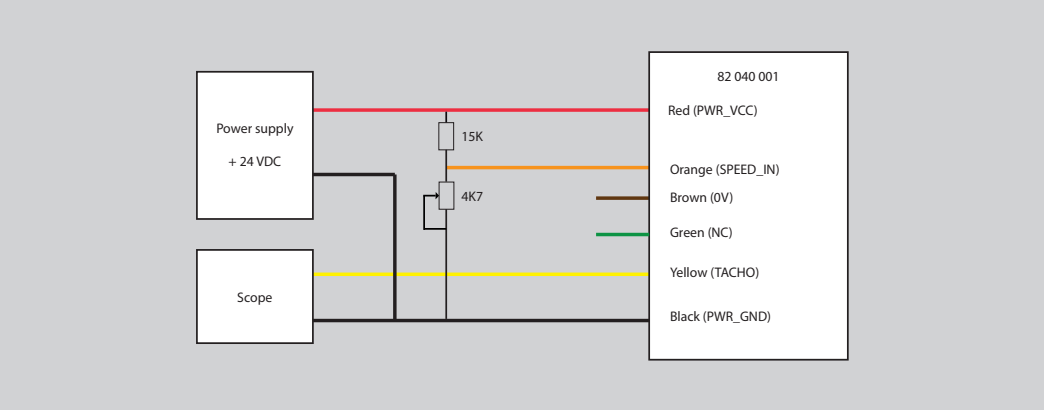 82 040 001
Red (PWR_VCC)
Power supply
+ 24 VDC
15K
Orange (SPEED_IN)
4K7
Brown (0V)
Green (NC)
Yellow (TACHO)
Scope
Black (PWR_GND)